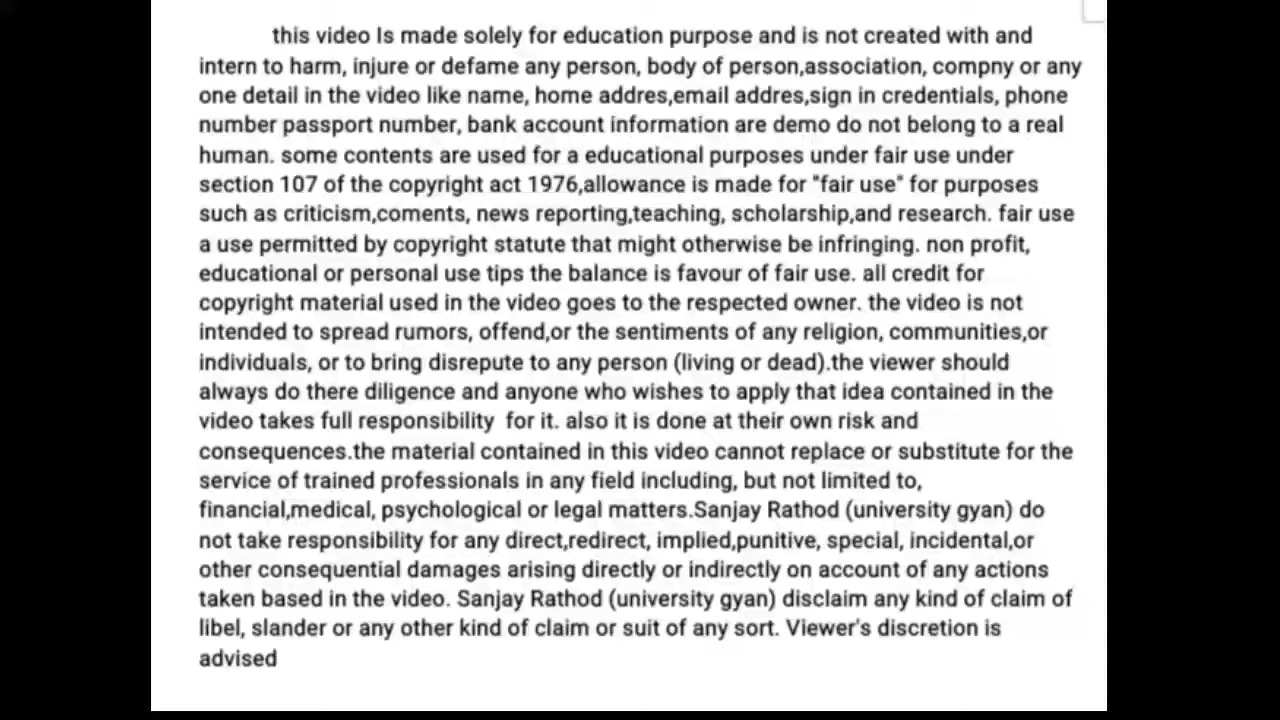 this video Is made solely for education purpose and is not created with and
intern to harm, injure or defame any person, body of person,association, compny or any
one detail in the video like name, home addres,email addres,sign in credentials, phone
number passport number, bank account information are demo do not belong to a real
human. some contents are used for a educational purposes under fair use under
section 107 of the copyright act 1976,allowance is made for "fair use" for purposes
such as criticism,coments, news reporting,teaching, scholarship,and research. fair use
a use permitted by copyright statute that might otherwise be infringing. non profit,
educational or personal use tips the balance is favour of fair use. all credit for
copyright material used in the video goes to the respected owner. the video is not
intended to spread rumors, offend,or the sentiments of any religion, communities,or
individuals, or to bring disrepute to any person (living or dead).the viewer should
always do there diligence and anyone who wishes to apply that idea contained in the
video takes full responsibility for it. also it is done at their own risk and
consequences.the material contained in this video cannot replace or substitute for the
service of trained professionals in any field including, but not limited to,
financial,medical, psychological or legal matters.Sanjay Rathod (university gyan) do
not take responsibility for any direct,redirect, implied,punitive, special, incidental,or
other consequential damages arising directly or indirectly on account of any actions
taken based in the video. Sanjay Rathod (university gyan) disclaim any kind of claim of
libel, slander or any other kind of claim or suit of any sort. Viewer's discretion is
advised